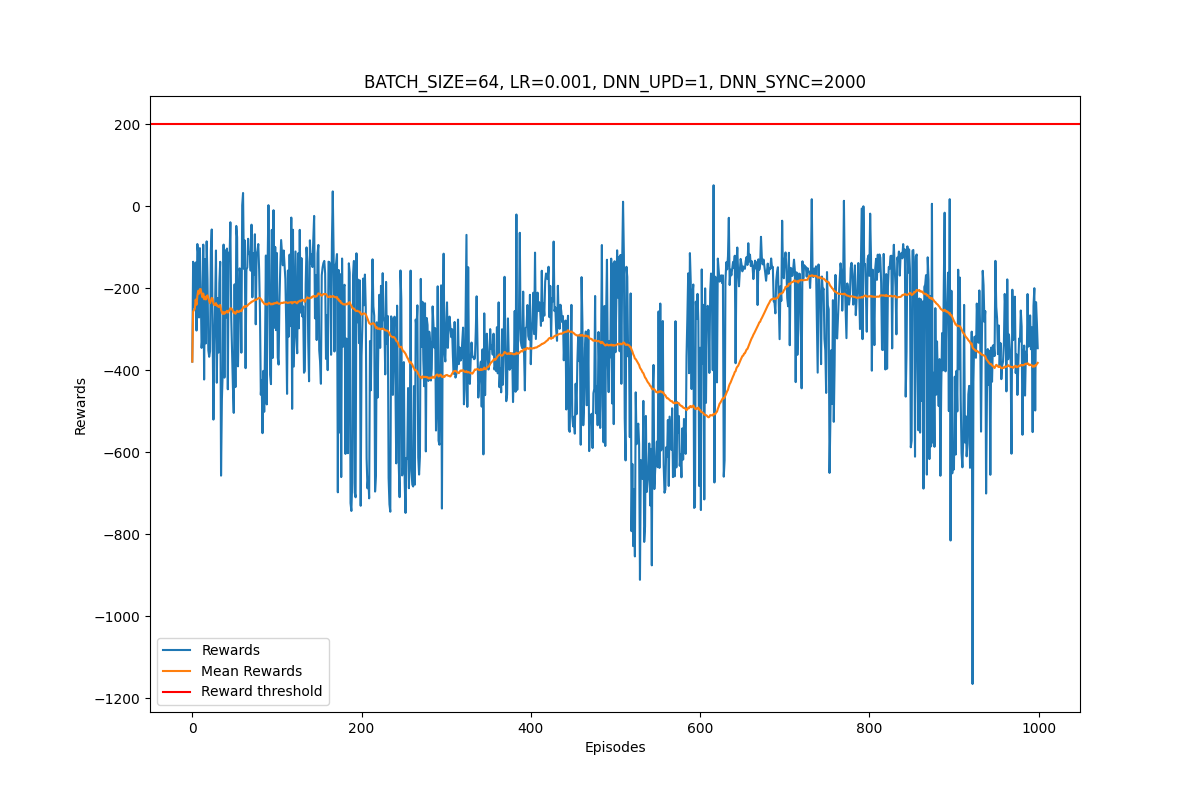 BATCH_SIZE=64, LR=0.001, DNN_UPD=1, DNN_SYNC=2000
200
0
−200
−400
−600
−800
−1000
−1200
Rewards
Rewards
Mean Rewards
Reward threshold
0
200
400
600
800
1000
Episodes